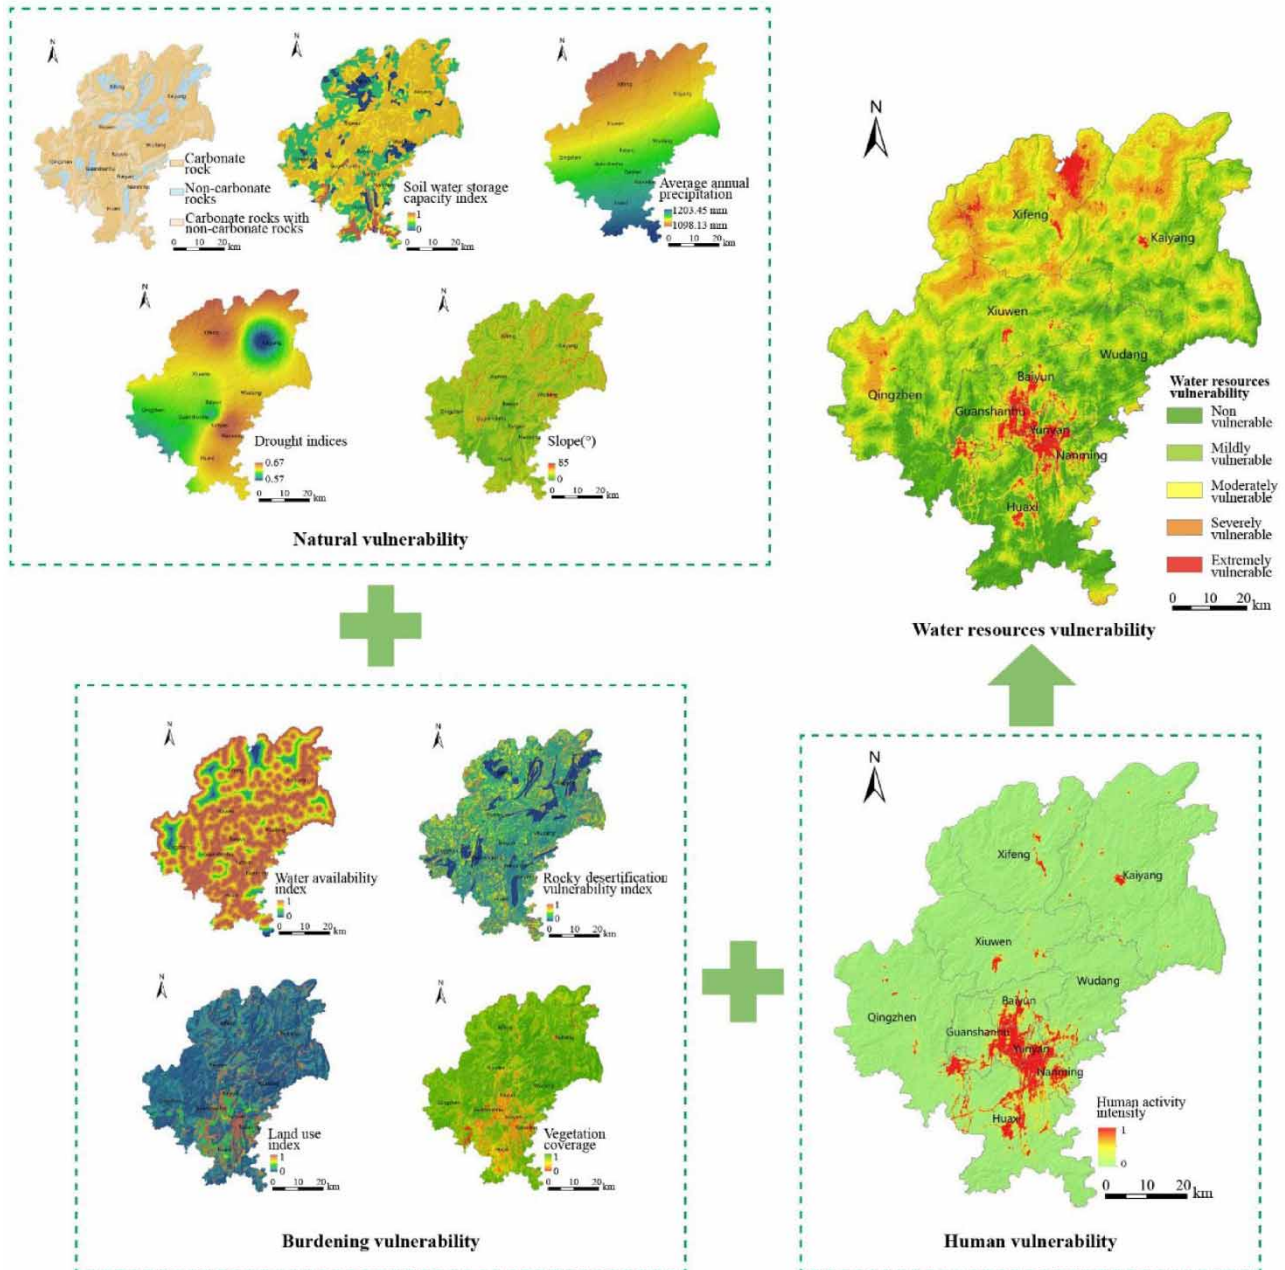 N
N
N
Carbonate
rock
Non-carbonate
rocks
Carbonate rocks with
non-carbonate rocks
0 10 20 km
Soil water storage
capacity index
1
0
0 10 20 km
Average annual
precipitation
1203.45 mm
1098.13 mm
0 10 20 km
N
N
Drought indices
0.67
0.57
0 10 20 km
Slope(°)
85
0
0 10 20 km
Natural vulnerability
N
Xifeng
Kaiyang
Xiuwen
Wudang
Baiyun
Qingzhen
Guanshanhu
Yunyan
Nanming
Huaxi
Water resources
vulnerability
Non
vulnerable
Mildly
vulnerable
Moderately
vulnerable
Severely
vulnerable
Extremely
vulnerable
0 10 20 km
Water resources vulnerability
N
N
Water availability
index
1
0
0 10 20 km
Rocky desertification
vulnerability index
1
0
0 10 20 km
N
N
Land use
index
1
0
0 10 20 km
Vegetation
coverage
1
0
0 10 20 km
Burdening vulnerability
N
Xifeng
Kaiyang
Xiuwen
Wudang
Baiyun
Qingzhen
Guanshanhu
Yunyan
Nanming
Huaxi
Human activity
intensity
1
0
0 10 20 km
Human vulnerability